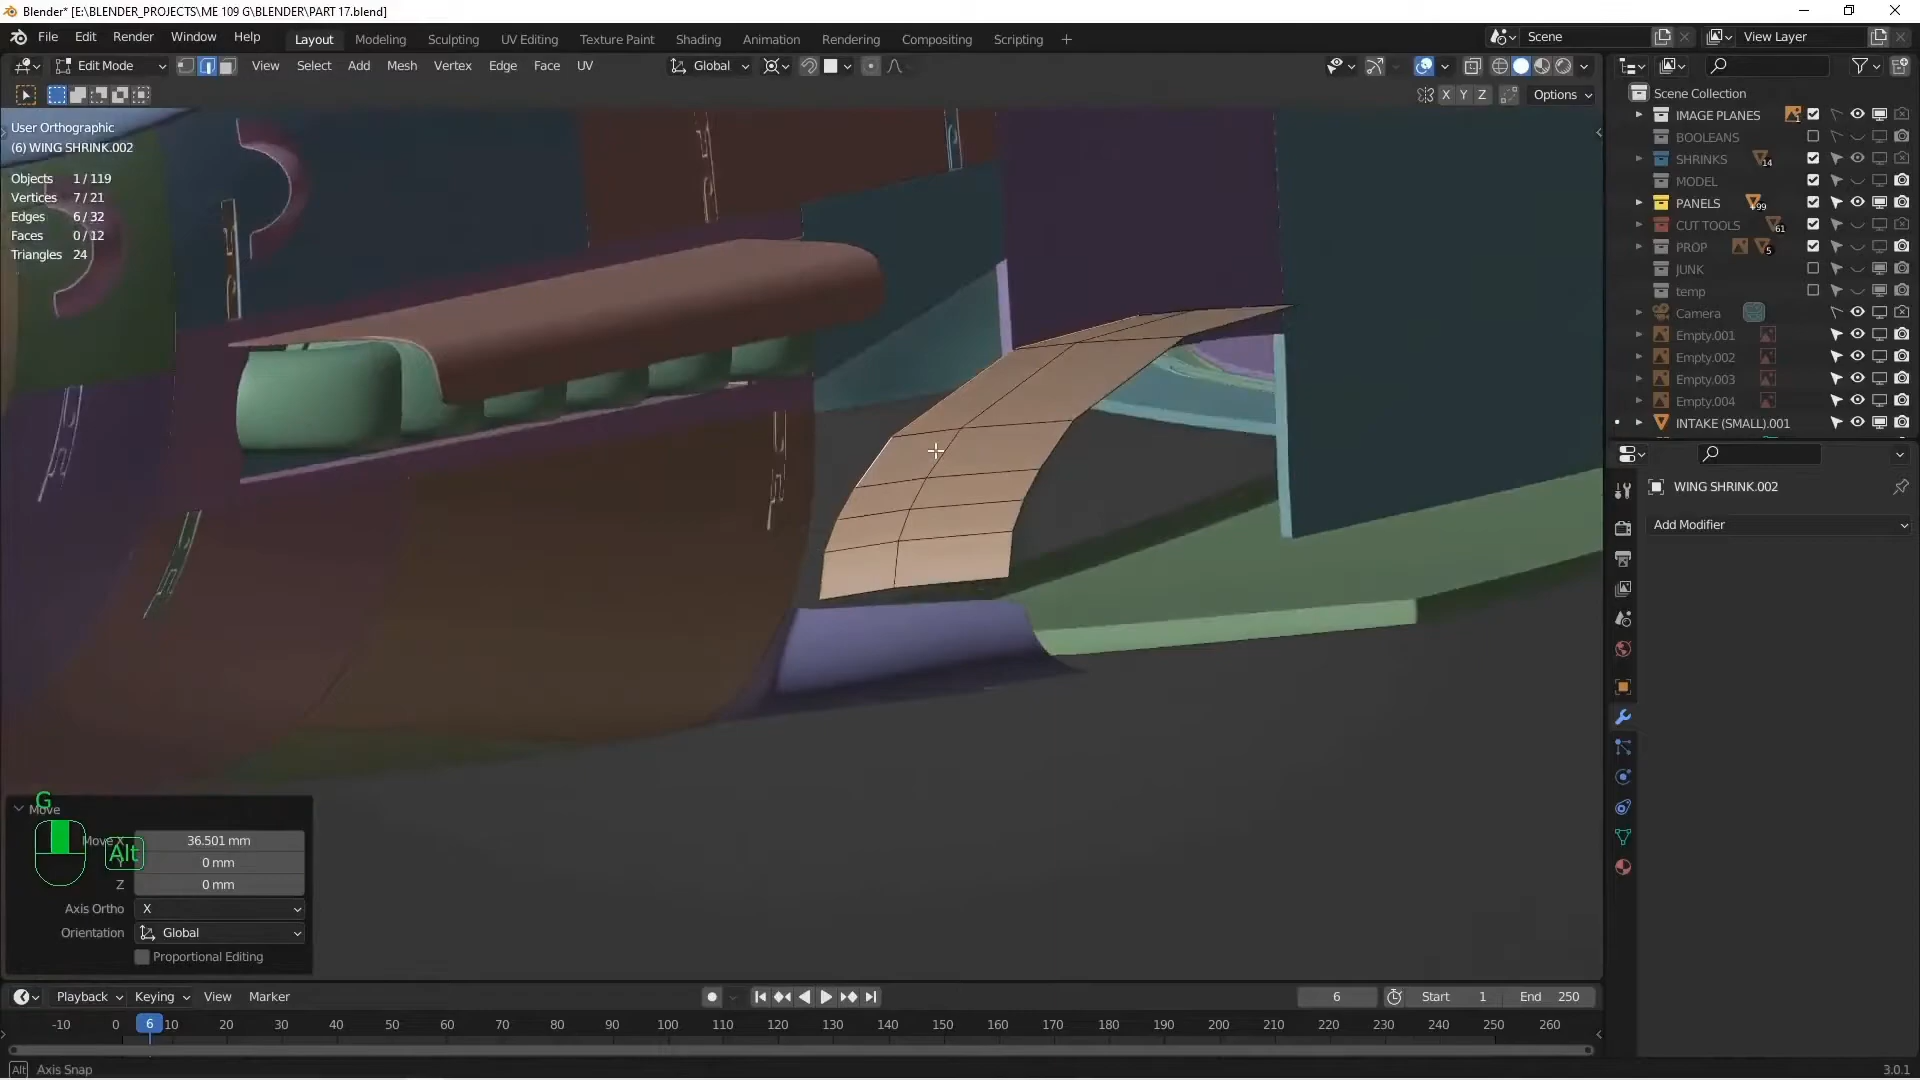 Blender* [E:\BLENDER_PROJECTS\ME 109 G\BLENDER\PART 17.blend]
File Edit Render Window Help Layout Modeling Sculpting UV Editing Texture Paint Shading Animation Rendering Compositing Scripting + Scene View Layer
Edit Mode View Select Add Mesh Vertex Edge Face UV Global
X Y Z Options
User Orthographic
(6) WING SHRINK.002
Objects 1 / 119
Vertices 7 / 21
Edges 6 / 32
Faces 0 / 12
Triangles 24
Scene Collection
IMAGE PLANES 1
BOOLEANS
SHRINKS 14
MODEL
PANELS 99
CUT TOOLS 61
PROP 5
JUNK
temp
Camera
Empty.001
Empty.002
Empty.003
Empty.004
INTAKE (SMALL).001
WING SHRINK.002
Add Modifier
G
Move
Move X 36.501 mm
Alt
Y 0 mm
Z 0 mm
Axis Ortho X
Orientation Global
Proportional Editing
Playback Keying View Marker 6 Start 1 End 250
-10 0 6 10 20 30 40 50 60 70 80 90 100 110 120 130 140 150 160 170 180 190 200 210 220 230 240 250 260
Alt Axis Snap 3.0.1